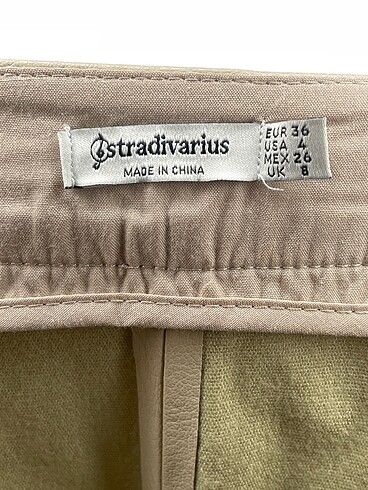 stradivarius
MADE IN CHINA
EUR 36
USA 4
MEX 26
UK 8